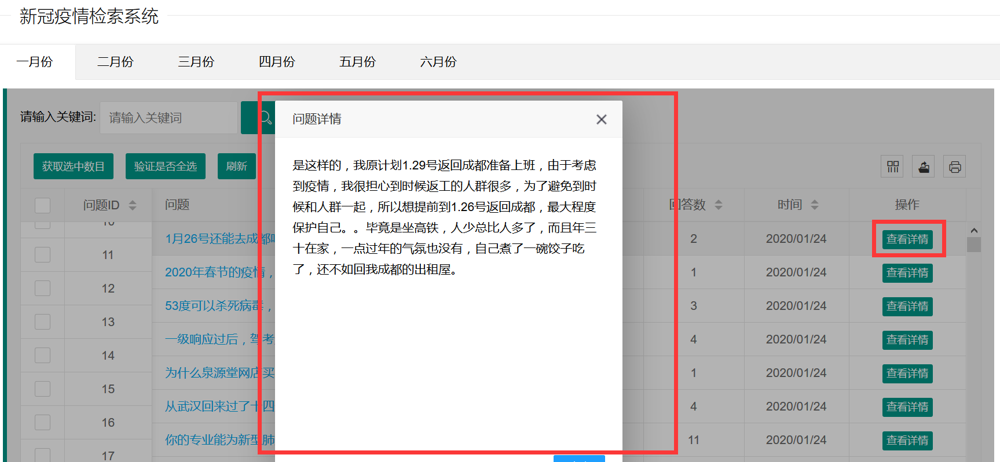 新冠疫情检索系统
一月份 二月份 三月份 四月份 五月份 六月份
请输入关键词: 请输入关键词
问题详情
是这样的，我原计划1.29号返回成都准备上班，由于考虑
到疫情，我很担心到时候返工的人群很多，为了避免到时
候和人群一起，所以想提前到1.26号返回成都，最大程度
保护自己。。毕竟是坐高铁，人少总比人多了，而且年三
十在家，一点过年的气氛也没有，自己煮了一碗饺子吃
了，还不如回我成都的出租屋。
获取选中数目 验证是否全选 刷新
问题ID 问题 回答数 时间 操作
10 1月26号还能去成都 2 2020/01/24 查看详情
11 2020年春节的疫情， 1 2020/01/24 查看详情
12 53度可以杀死病毒， 3 2020/01/24 查看详情
13 一级响应过后，驾考 4 2020/01/24 查看详情
14 为什么泉源堂网店买 1 2020/01/24 查看详情
15 从武汉回来过了十四 4 2020/01/24 查看详情
16 你的专业能为新型肺 11 2020/01/24 查看详情
17